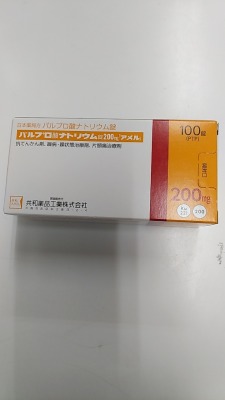 日本薬局方 バルプロ酸ナトリウム錠
バルプロ酸ナトリウム錠200mg「アメル」
抗てんかん剤、躁病・躁状態治療剤、片頭痛治療剤
100錠
(PTP)
200mg
共和薬品工業株式会社